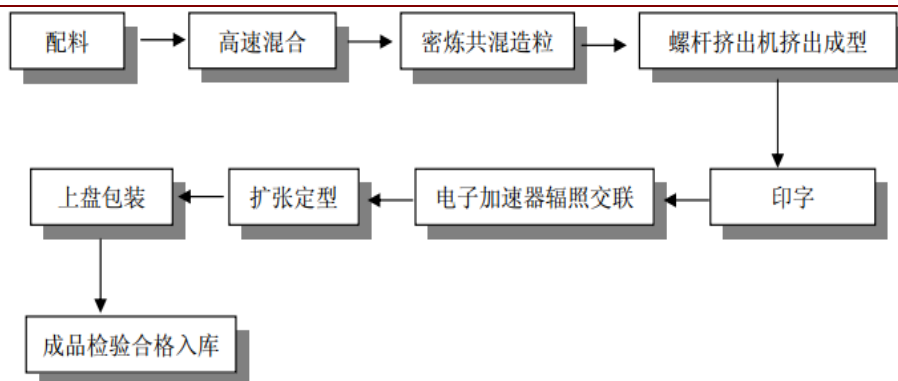 配料
高速混合
密炼共混造粒
螺杆挤出机挤出成型
印字
电子加速器辐照交联
扩张定型
上盘包装
成品检验合格入库